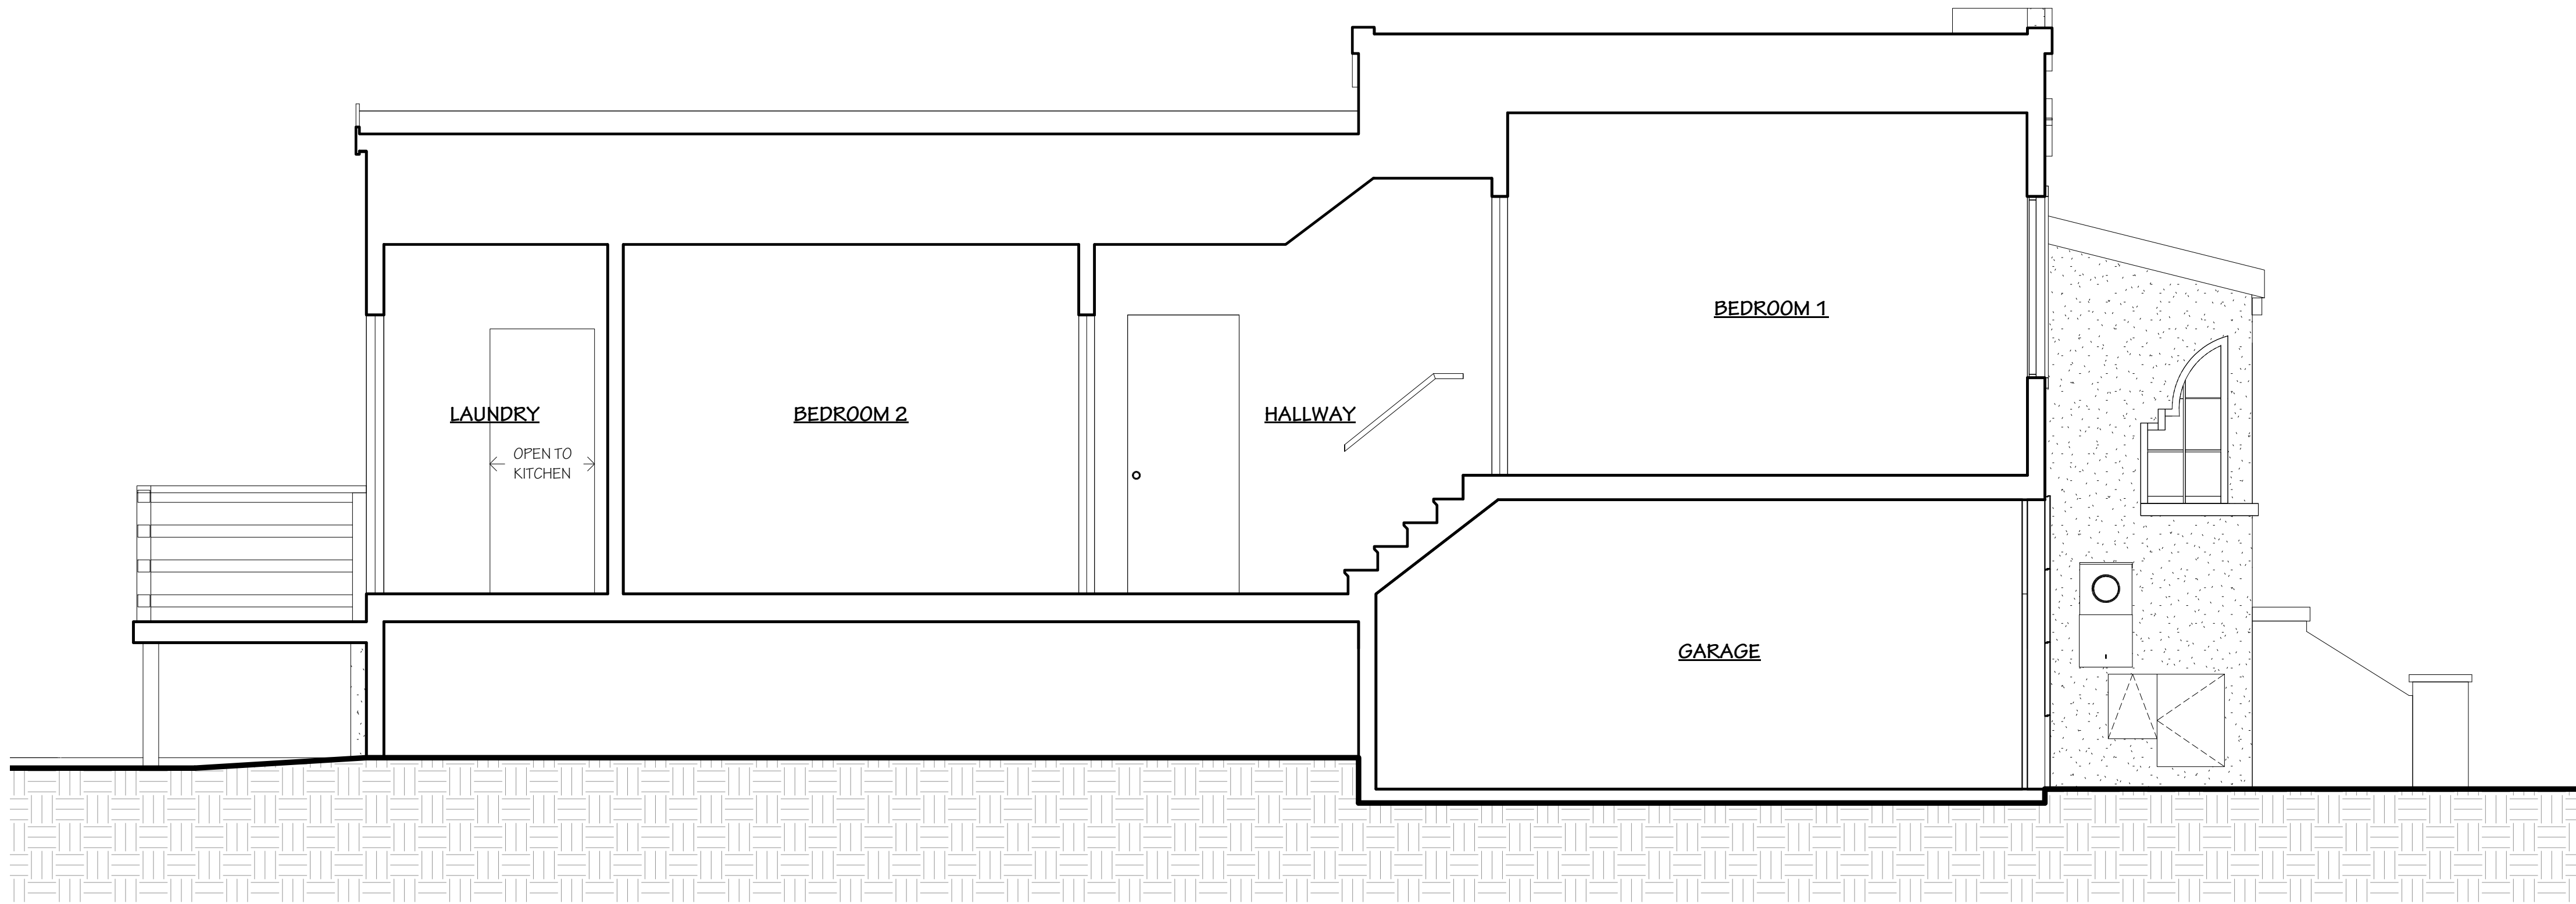 BEDROOM 1
LAUNDRY
BEDROOM 2
HALLWAY
OPEN TO
KITCHEN
GARAGE